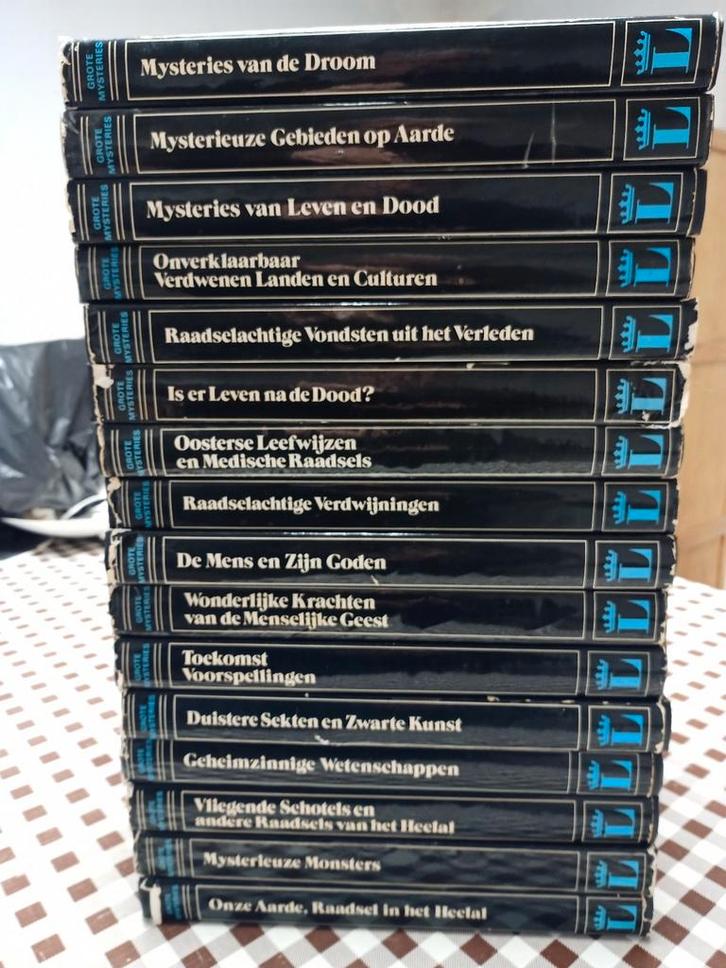 GROTE
MYSTERIES
Mysteries van de Droom
L
GROTE
MYSTERIES
Mysterieuze Gebieden op Aarde
L
GROTE
MYSTERIES
Mysteries van Leven en Dood
L
GROTE
MYSTERIES
Onverklaarbaar
Verdwenen Landen en Culturen
L
GROTE
MYSTERIES
Raadselachtige Vondsten uit het Verleden
L
GROTE
MYSTERIES
Is er Leven na de Dood?
L
GROTE
MYSTERIES
Oosterse Leefwijzen
en Medische Raadsels
L
GROTE
MYSTERIES
Raadselachtige Verdwijningen
L
GROTE
MYSTERIES
De Mens en Zijn Goden
L
GROTE
MYSTERIES
Wonderlijke Krachten
van de Menselijke Geest
L
GROTE
MYSTERIES
Toekomst
Voorspellingen
L
GROTE
MYSTERIES
Duistere Sekten en Zwarte Kunst
L
GROTE
MYSTERIES
Geheimzinnige Wetenschappen
L
GROTE
MYSTERIES
Vliegende Schotels en
andere Raadsels van het Heelal
L
GROTE
MYSTERIES
Mysterieuze Monsters
L
GROTE
MYSTERIES
Onze Aarde, Raadsel in het Heelal
L